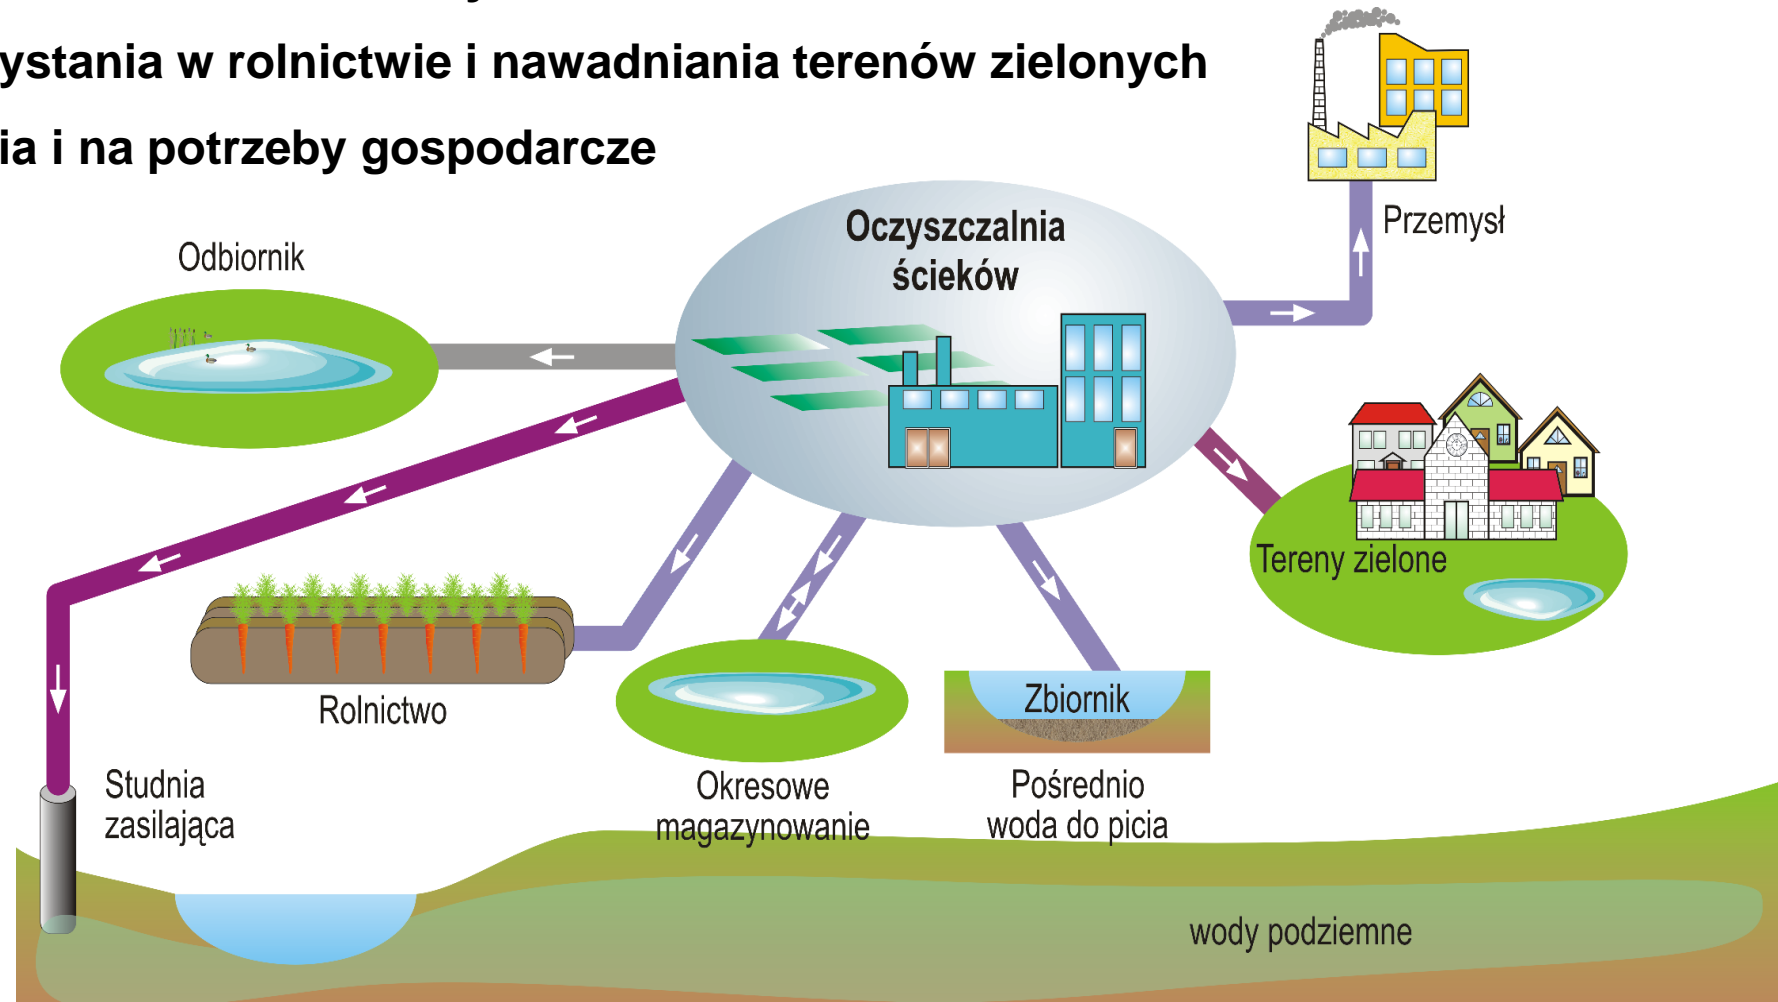 ystania w rolnictwie i nawadniania terenów zielonych
ia i na potrzeby gospodarcze
Oczyszczalnia
ścieków
Przemysł
Odbiornik
Tereny zielone
Rolnictwo
Zbiornik
Studnia
zasilająca
Okresowe
magazynowanie
Pośrednio
woda do picia
wody podziemne